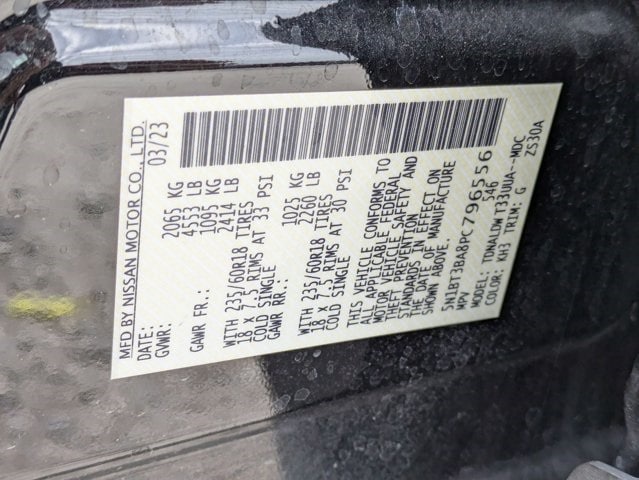 MFD BY NISSAN MOTOR CO., LTD.
DATE: 03/23
GVWR: 2065 KG
4553 LB
GAWR FR.: 1095 KG
2414 LB
WITH 235/60R18 TIRES
18 X 7.5 RIMS AT 33 PSI
COLD SINGLE
GAWR RR.: 1025 KG
2260 LB
WITH 235/60R18 TIRES
18 X 7.5 RIMS AT 30 PSI
COLD SINGLE
THIS VEHICLE CONFORMS TO
ALL APPLICABLE FEDERAL
MOTOR VEHICLE SAFETY AND
THEFT PREVENTION
STANDARDS IN EFFECT ON
THE DATE OF MANUFACTURE
SHOWN ABOVE.
5N1BT3BA8PC796556
MPV S46
MODEL: TDNALDW T33UUA--MDC
COLOR: KH3 TRIM: G ZS30A